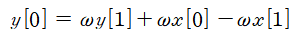 y[0] = ωy[1] + ωx[0] − ωx[1]